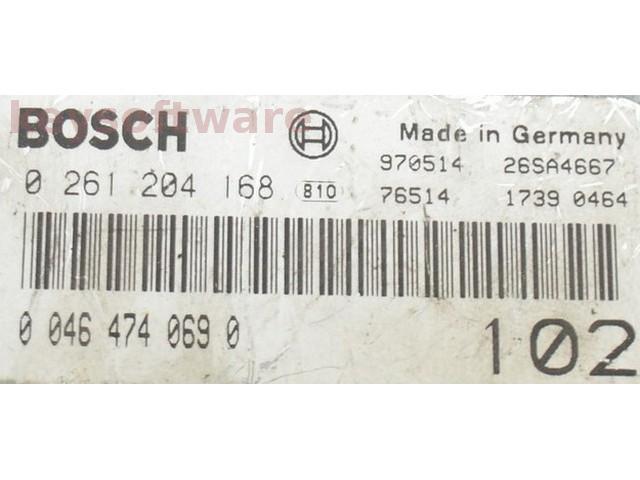 keysoftware
BOSCH
Made in Germany
970514 26SA4667
0 261 204 168 810
76514 1739 0464
0 046 474 069 0
102